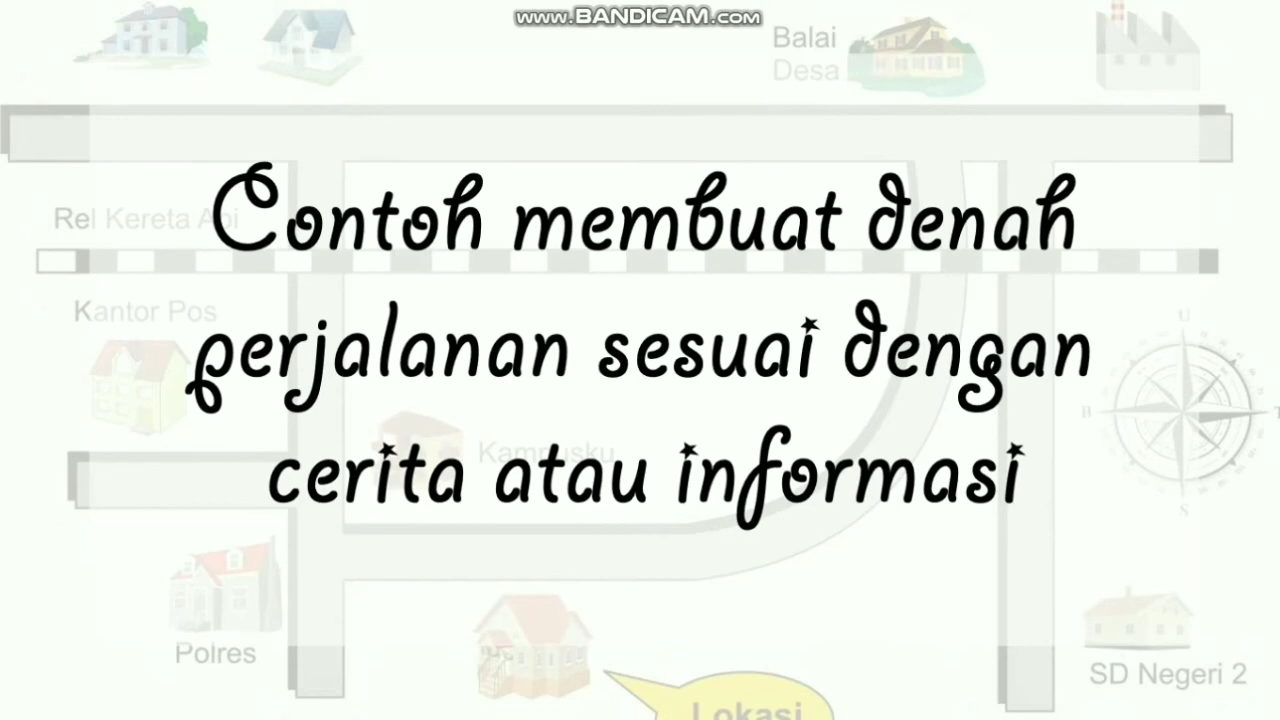 www.BANDICAM.com
Balai
Desa
Contoh membuat denah
Rel Kereta Api
perjalanan sesuai dengan
Kantor Pos
U
B
T
cerita atau informasi
Kampusku
S
Polres
SD Negeri 2
Lokasi